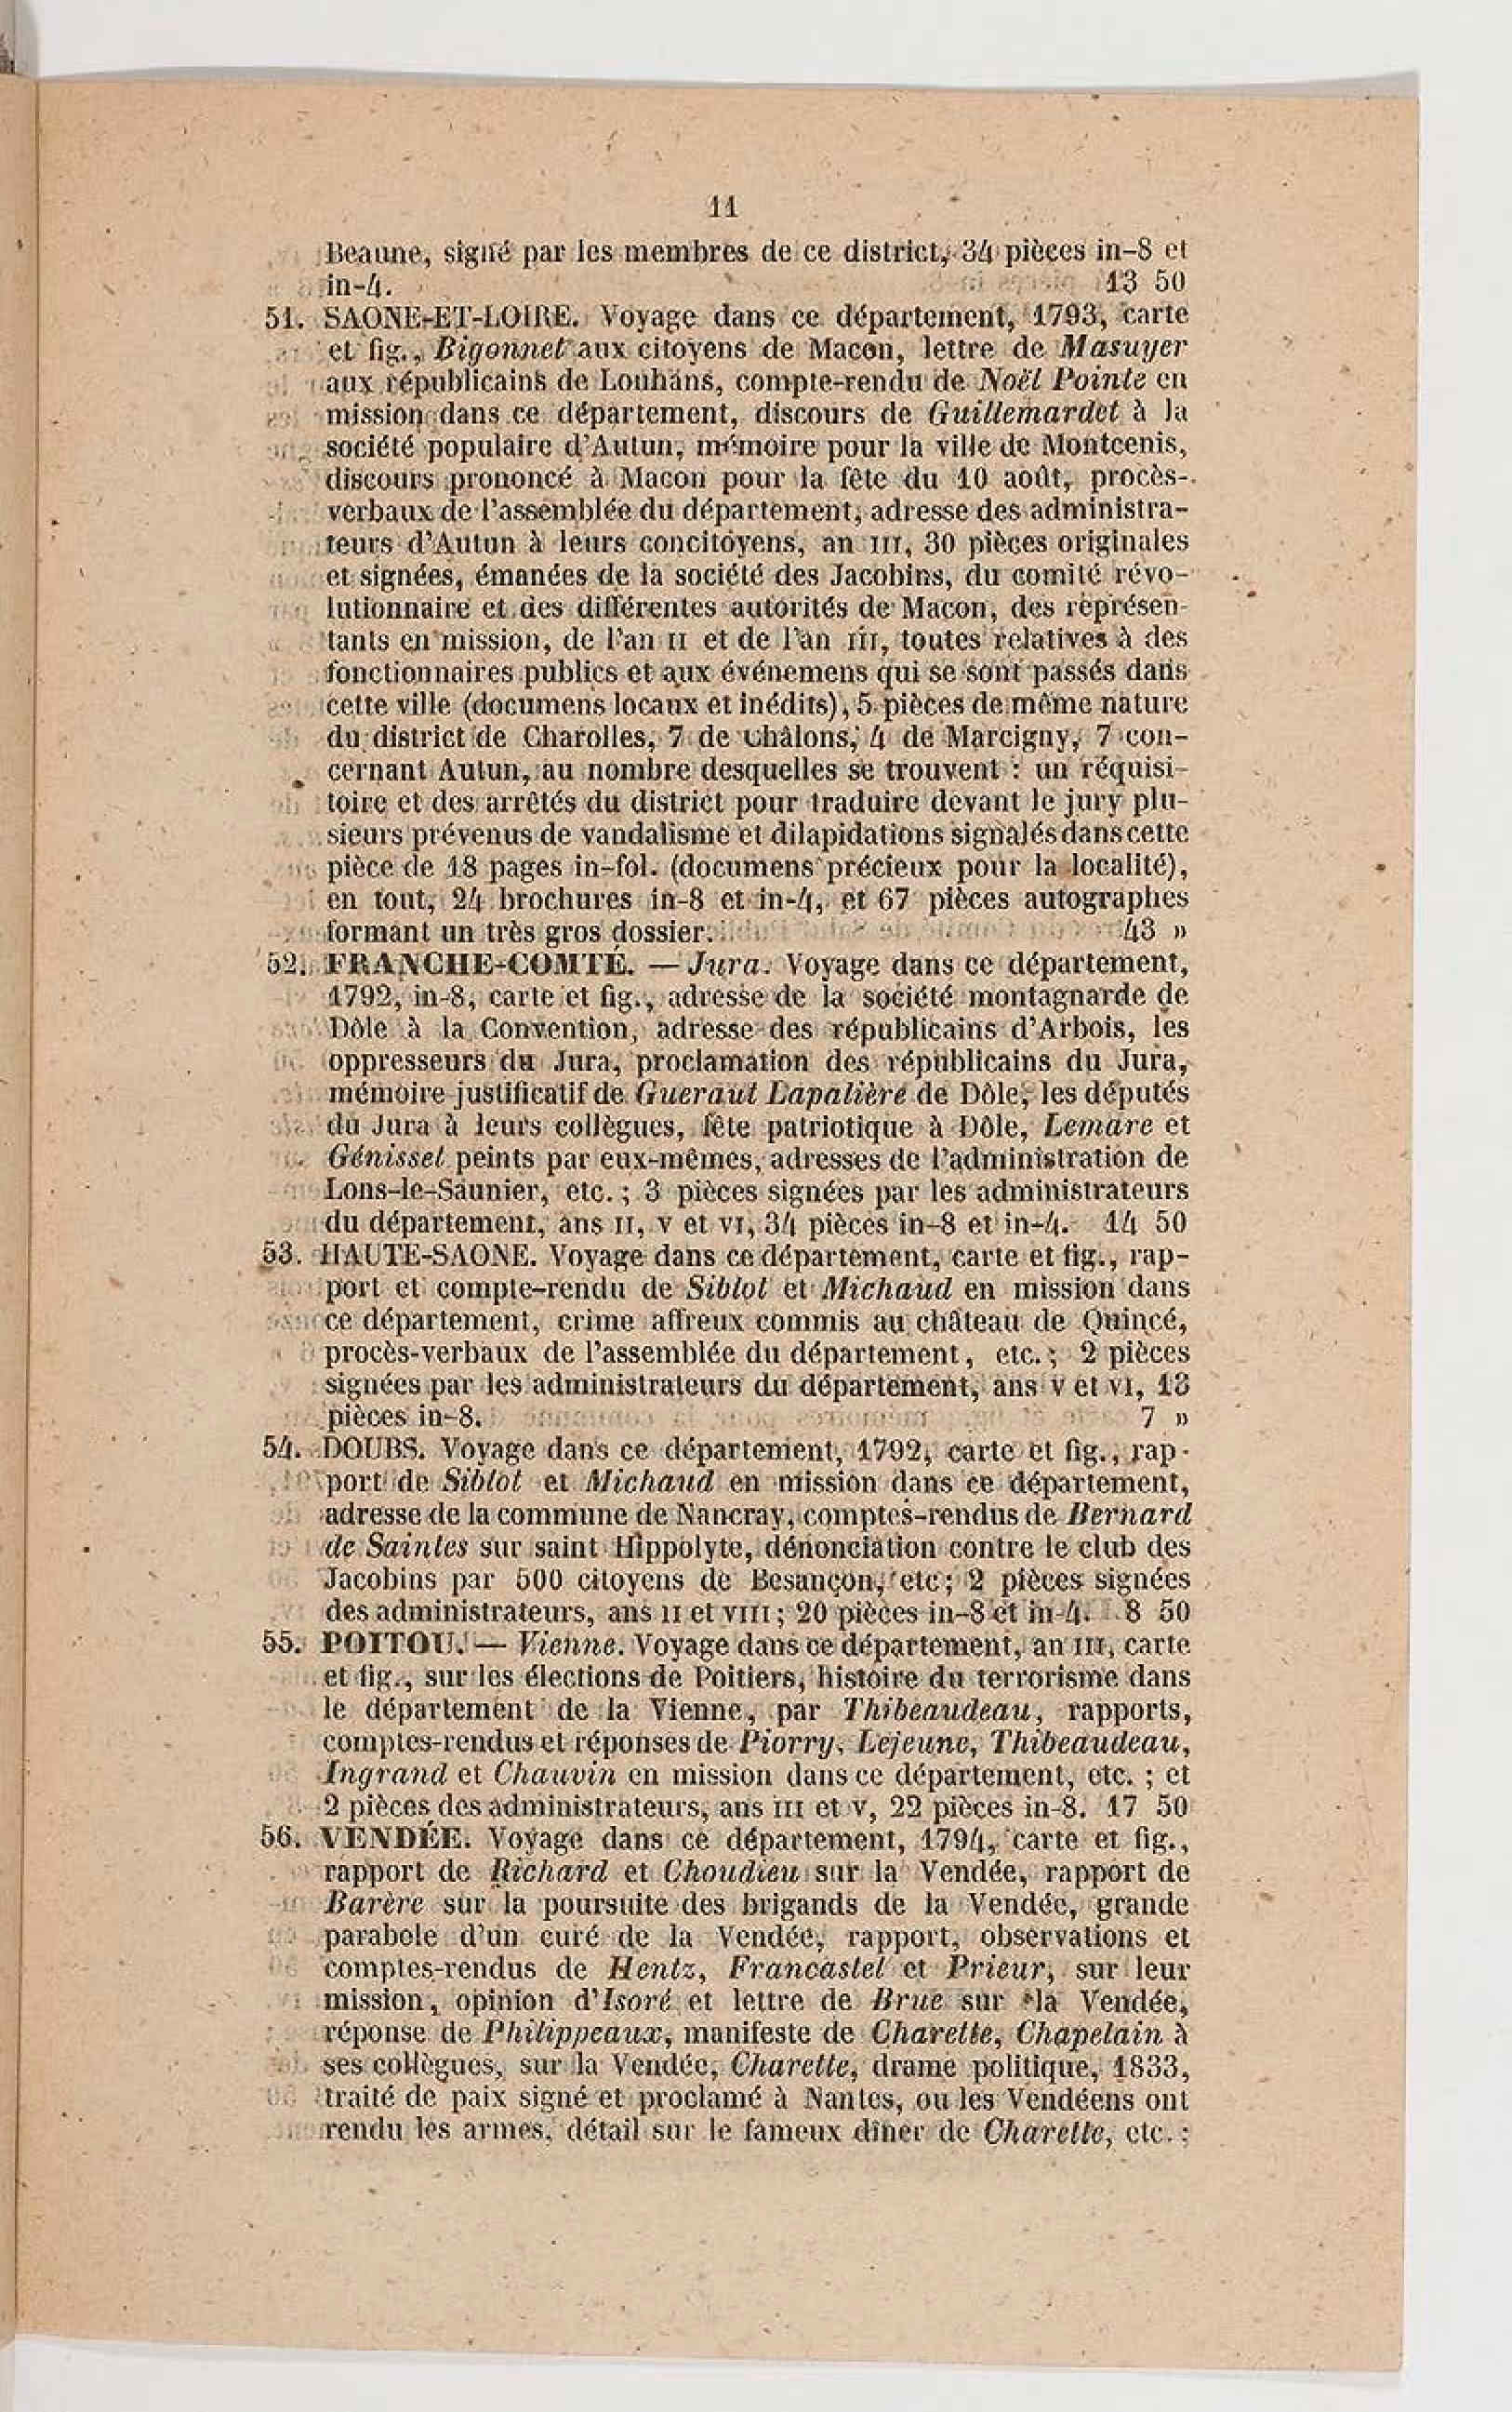 11
Beaune, signé par les membres de ce district, 34 pièces in-8 et
in-4. 13 50
51. SAONE-ET-LOIRE. Voyage dans ce département, 1793, carte
et fig., Bigonnet aux citoyens de Macon, lettre de Masuyer
aux républicains de Louhans, compte-rendu de Noël Pointe en
mission dans ce département, discours de Guillemardet à la
société populaire d'Autun, mémoire pour la ville de Montcenis,
discours prononcé à Macon pour la fête du 10 août, procès-
verbaux de l'assemblée du département, adresse des administra-
teurs d'Autun à leurs concitoyens, an III, 30 pièces originales
et signées, émanées de la société des Jacobins, du comité révo-
lutionnaire et des différentes autorités de Macon, des représen-
tants en mission, de l'an II et de l'an III, toutes relatives à des
fonctionnaires publics et aux événemens qui se sont passés dans
cette ville (documens locaux et inédits), 5 pièces de même nature
du district de Charolles, 7 de Châlons, 4 de Marcigny, 7 con-
cernant Autun, au nombre desquelles se trouvent : un réquisi-
toire et des arrêtés du district pour traduire devant le jury plu-
sieurs prévenus de vandalisme et dilapidations signalés dans cette
pièce de 18 pages in-fol. (documens précieux pour la localité),
en tout, 24 brochures in-8 et in-4, et 67 pièces autographes
formant un très gros dossier. 43 »
52. FRANCHE-COMTÉ. — Jura. Voyage dans ce département,
1792, in-8, carte et fig., adresse de la société montagnarde de
Dôle à la Convention, adresse des républicains d'Arbois, les
oppresseurs du Jura, proclamation des républicains du Jura,
mémoire justificatif de Gueraut Lapalière de Dôle, les députés
du Jura à leurs collègues, fête patriotique à Dôle, Lemare et
Génisset peints par eux-mêmes, adresses de l'administration de
Lons-le-Saunier, etc. ; 3 pièces signées par les administrateurs
du département, ans II, V et VI, 34 pièces in-8 et in-4. 14 50
53. HAUTE-SAONE. Voyage dans ce département, carte et fig., rap-
port et compte-rendu de Siblot et Michaud en mission dans
ce département, crime affreux commis au château de Quincé,
procès-verbaux de l'assemblée du département, etc. ; 2 pièces
signées par les administrateurs du département, ans V et VI, 13
pièces in-8. 7 »
54. DOUBS. Voyage dans ce département, 1792, carte et fig., rap-
port de Siblot et Michaud en mission dans ce département,
adresse de la commune de Nancray, comptes-rendus de Bernard
de Saintes sur saint Hippolyte, dénonciation contre le club des
Jacobins par 500 citoyens de Besançon, etc; 2 pièces signées
des administrateurs, ans II et VIII ; 20 pièces in-8 et in-4. 8 50
55. POITOU. — Vienne. Voyage dans ce département, an III, carte
et fig., sur les élections de Poitiers, histoire du terrorisme dans
le département de la Vienne, par Thibeaudeau, rapports,
comptes-rendus et réponses de Piorry, Lejeune, Thibeaudeau,
Ingrand et Chauvin en mission dans ce département, etc. ; et
2 pièces des administrateurs, ans III et V, 22 pièces in-8. 17 50
56. VENDÉE. Voyage dans ce département, 1794, carte et fig.,
rapport de Richard et Choudieu sur la Vendée, rapport de
Barère sur la poursuite des brigands de la Vendée, grande
parabole d'un curé de la Vendée, rapport, observations et
comptes-rendus de Hentz, Francastel et Prieur, sur leur
mission, opinion d'Isoré et lettre de Brue sur la Vendée,
réponse de Philippeaux, manifeste de Charette, Chapelain à
ses collègues, sur la Vendée, Charette, drame politique, 1833,
traité de paix signé et proclamé à Nantes, ou les Vendéens ont
rendu les armes, détail sur le fameux dîner de Charette, etc. ;